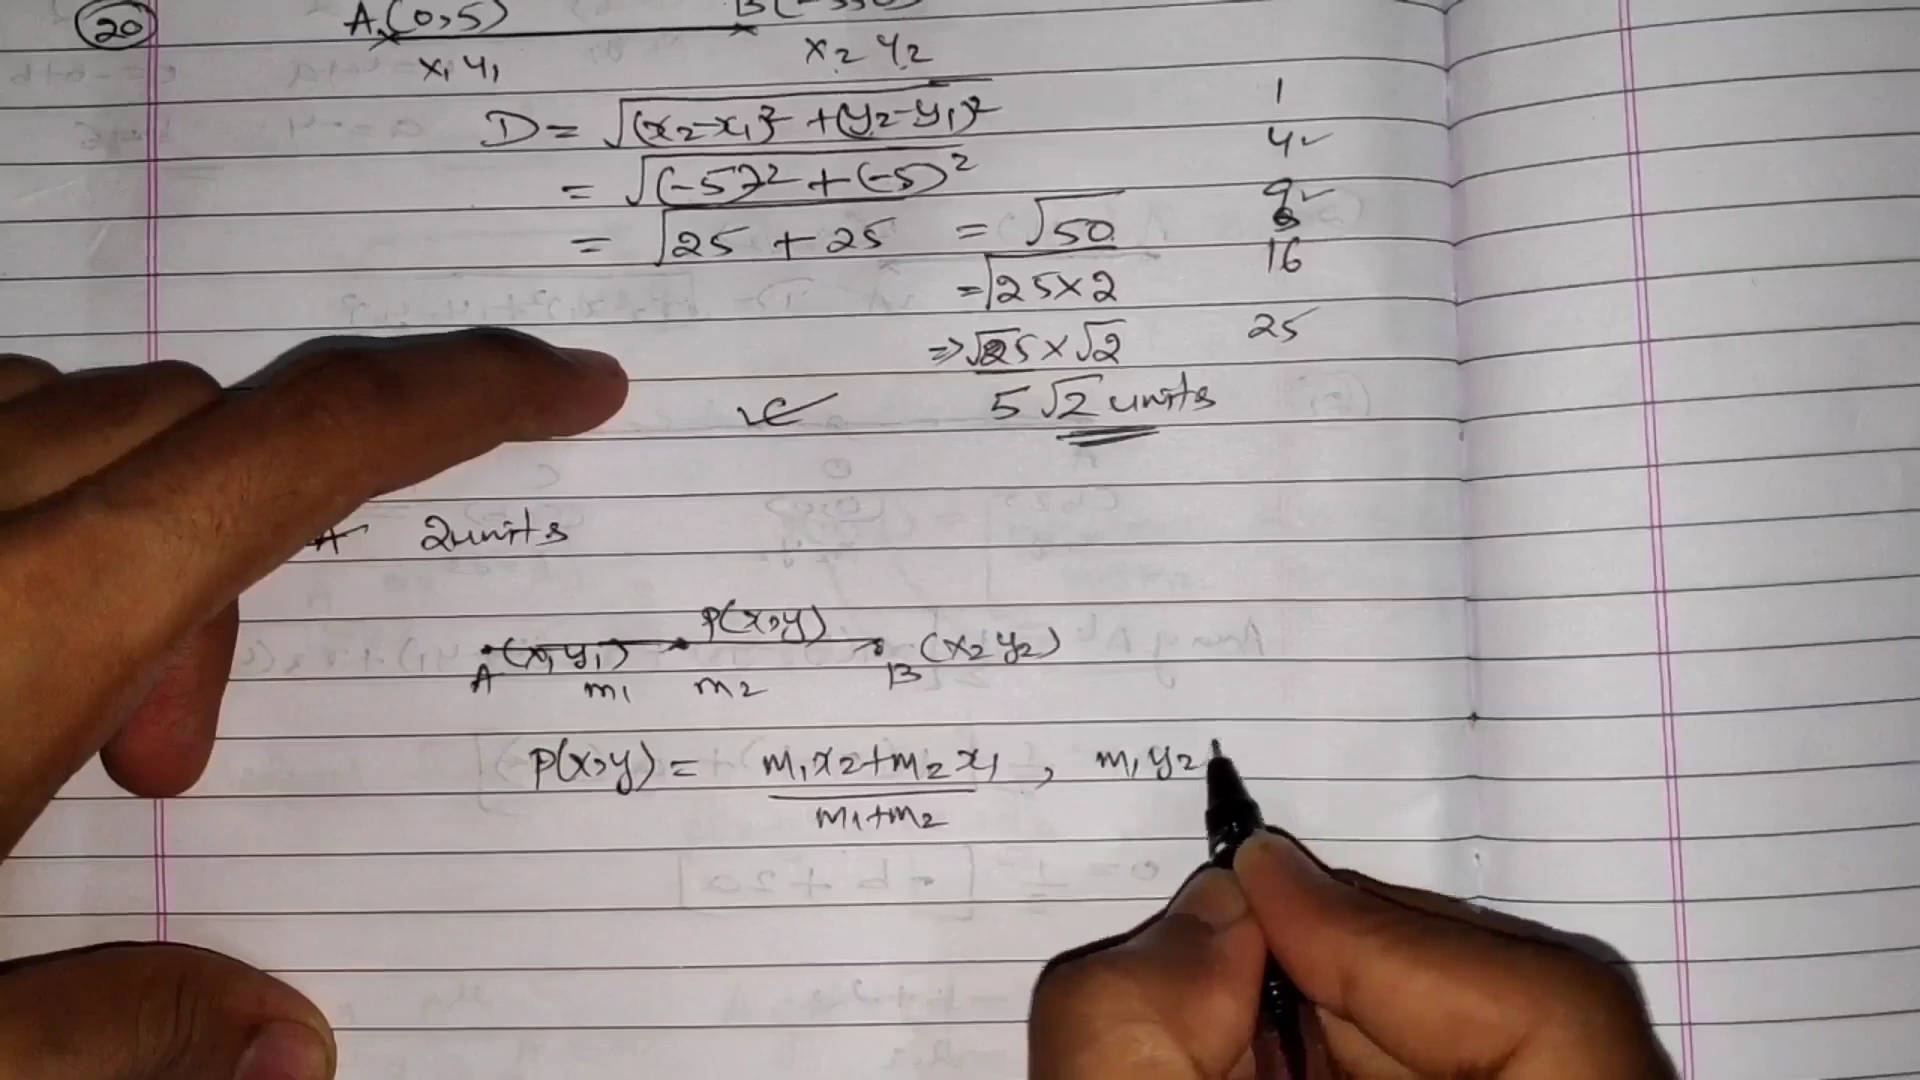 20 A(0,5)
x₁ y₁ x₂ y₂
D = √(x₂-x₁)² + (y₂-y₁)²
= √(-5)² + (-5)²
= √25 + 25 = √50
= √25×2
⇒ √25 × √2
C 5√2 units
1
4
9
16
25
A 2 units
P(x,y)
A (x₁ y₁) B (x₂ y₂)
m₁ m₂
P(x,y) = m₁x₂+m₂x₁ , m₁y₂
m₁+m₂